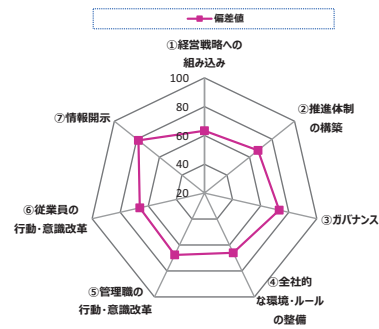 偏差値
①経営戦略への
組み込み
100
80
60
40
20
②推進体制
の構築
③ガバナンス
④全社的
な環境・ルール
の整備
⑤管理職の
行動・意識改革
⑥従業員の
行動・意識改革
⑦情報開示